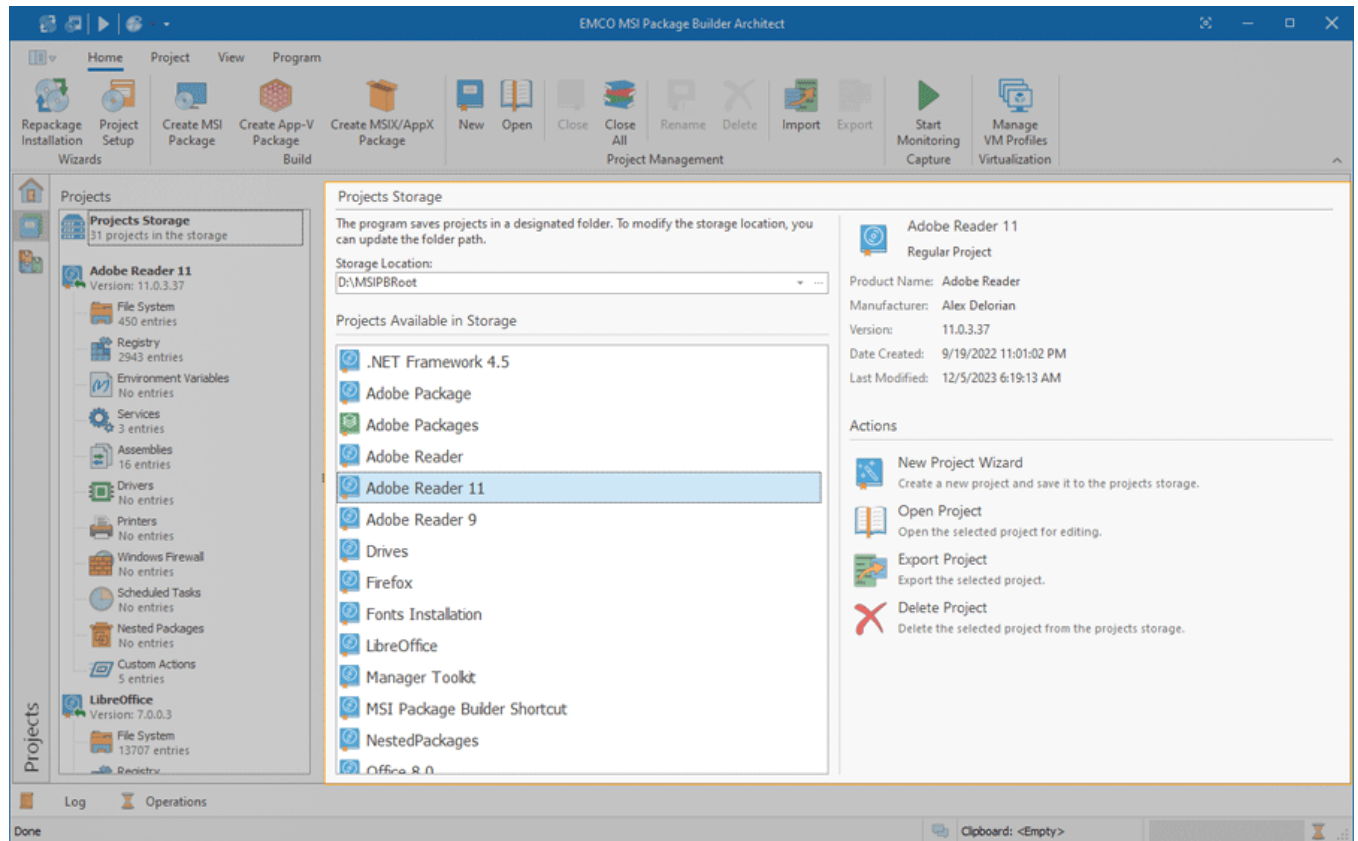 EMCO MSI Package Builder Architect
Home Project View Program
Repackage Installation
Project Setup
Wizards
Create MSI Package
Create App-V Package
Create MSIX/AppX Package
Build
New
Open
Close
Close All
Rename
Delete
Import
Export
Project Management
Start Monitoring
Capture
Manage VM Profiles
Virtualization
Projects
Projects
Projects Storage
31 projects in the storage
Adobe Reader 11
Version: 11.0.3.37
File System
450 entries
Registry
2943 entries
Environment Variables
No entries
Services
3 entries
Assemblies
16 entries
Drivers
No entries
Printers
No entries
Windows Firewall
No entries
Scheduled Tasks
No entries
Nested Packages
No entries
Custom Actions
5 entries
LibreOffice
Version: 7.0.0.3
File System
13707 entries
Registry
Projects Storage
The program saves projects in a designated folder. To modify the storage location, you
can update the folder path.
Storage Location:
D:\MSIPBRoot
Projects Available in Storage
.NET Framework 4.5
Adobe Package
Adobe Packages
Adobe Reader
Adobe Reader 11
Adobe Reader 9
Drives
Firefox
Fonts Installation
LibreOffice
Manager Toolkit
MSI Package Builder Shortcut
NestedPackages
Office 8.0
Adobe Reader 11
Regular Project
Product Name: Adobe Reader
Manufacturer: Alex Delorian
Version: 11.0.3.37
Date Created: 9/19/2022 11:01:02 PM
Last Modified: 12/5/2023 6:19:13 AM
Actions
New Project Wizard
Create a new project and save it to the projects storage.
Open Project
Open the selected project for editing.
Export Project
Export the selected project.
Delete Project
Delete the selected project from the projects storage.
Log
Operations
Done
Clipboard: <Empty>